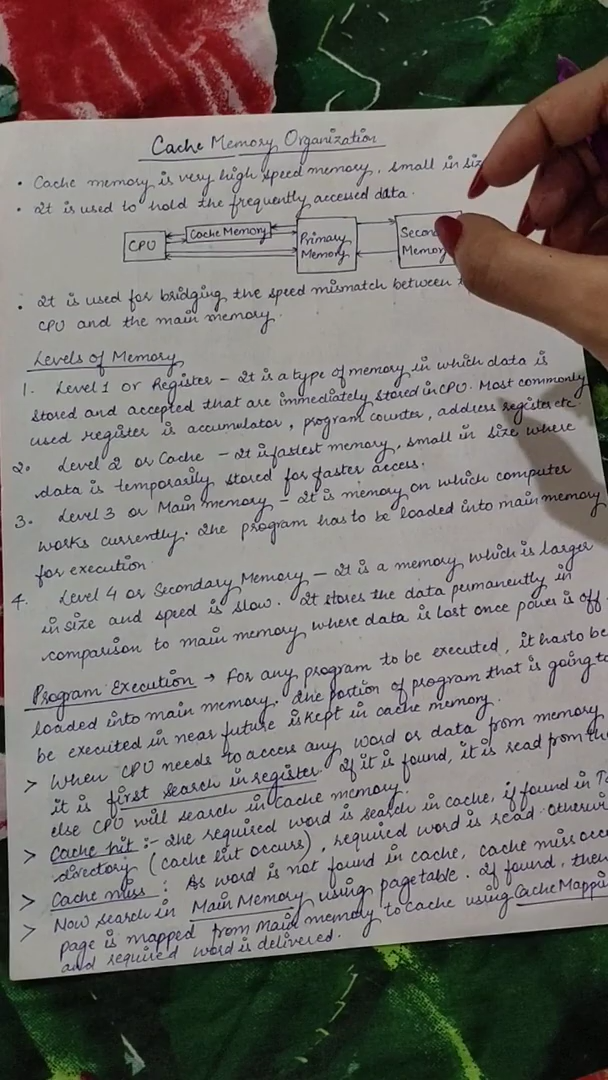 Cache Memory Organization
• Cache memory is very high speed memory, small in siz
• It is used to hold the frequently accessed data.
CPU
Cache Memory
Primary
Memory
Secon
Memory
• It is used for bridging the speed mismatch between
CPU and the main memory.
Levels of Memory
1. Level 1 or Register - It is a type of memory in which data is
stored and accepted that are immediately stored in CPU. Most commonly
used register is accumulator, program counter, address register etc.
2. Level 2 or Cache - It is fastest memory, small in size where
data is temporarily stored for faster access.
3. Level 3 or Main memory - It is memory on which computer
works currently. The program has to be loaded into main memory
for execution.
4. Level 4 or Secondary Memory - It is a memory which is larger
in size and speed is slow. It stores the data permanently in
comparison to main memory where data is lost once power is off.
Program Execution → For any program to be executed, it has to be
loaded into main memory. The portion of program that is going to
be executed in near future is kept in cache memory.
> When CPU needs to access any word or data from memory
it is first search in register. If it is found, it is read from the
else CPU will search in cache memory.
> Cache hit :- The required word is search in cache, if found in T
directory (cache hit occurs), required word is read otherwi
> Cache miss : As word is not found in cache, cache miss occu
> Now search in Main Memory using page table. If found, then
page is mapped from main memory to cache using Cache Mappi
and required word is delivered.